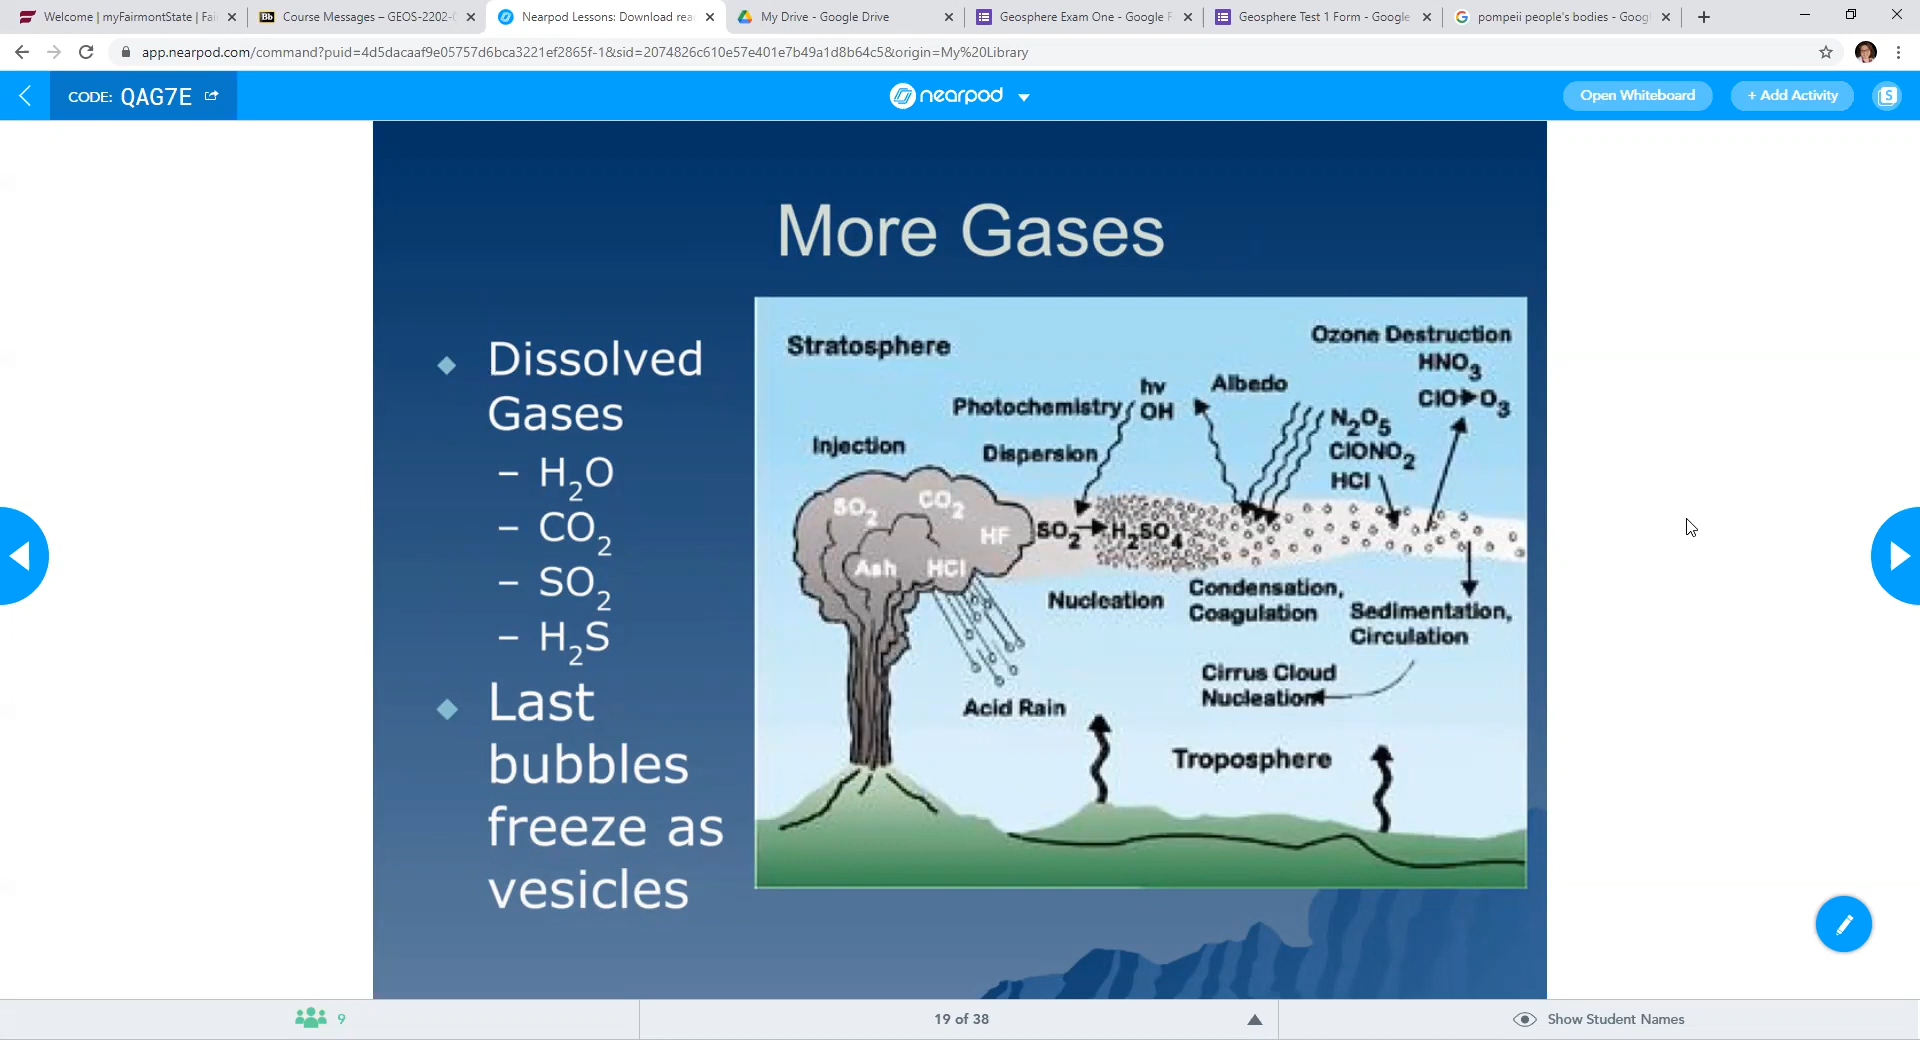 Welcome | myFairmontState | Fai
Course Messages – GEOS-2202-0
Nearpod Lessons: Download rea
My Drive - Google Drive
Geosphere Exam One - Google F
Geosphere Test 1 Form - Google
pompeii people's bodies - Goog
app.nearpod.com/command?puid=4d5dacaaf9e05757d6bca3221ef2865f-1&sid=2074826c610e57e401e7b49a1d8b64c5&origin=My%20Library
CODE: QAG7E
nearpod
Open Whiteboard
+ Add Activity
S
More Gases
Dissolved
Gases
– H2O
– CO2
– SO2
– H2S
Last
bubbles
freeze as
vesicles
Stratosphere
Ozone Destruction
HNO3
ClO▶O3
hv
OH
Albedo
Photochemistry
N2O5
ClONO2
HCl
Injection
Dispersion
SO2
CO2
HF
Ash
HCl
SO2→H2SO4
Nucleation
Condensation,
Coagulation
Sedimentation,
Circulation
Cirrus Cloud
Nucleation
Acid Rain
Troposphere
9
19 of 38
Show Student Names